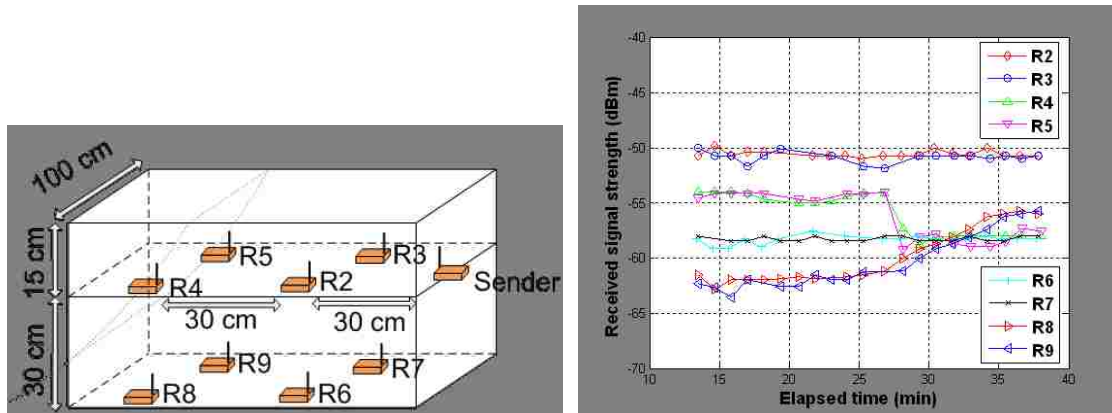 100 cm
15 cm
30 cm
R5
R3
R4
R2
Sender
30 cm
30 cm
R9
R7
R8
R6
Received signal strength (dBm)
-40
-45
-50
-55
-60
-65
-70
10
15
20
25
30
35
40
Elapsed time (min)
R2
R3
R4
R5
R6
R7
R8
R9